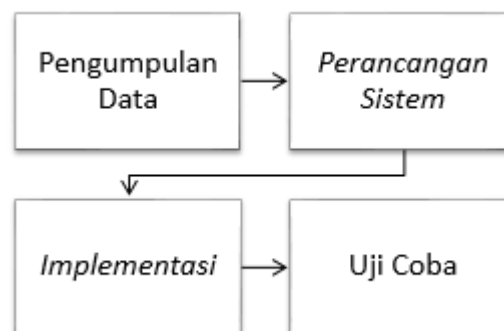 Pengumpulan
Data
Perancangan
Sistem
Implementasi
Uji Coba